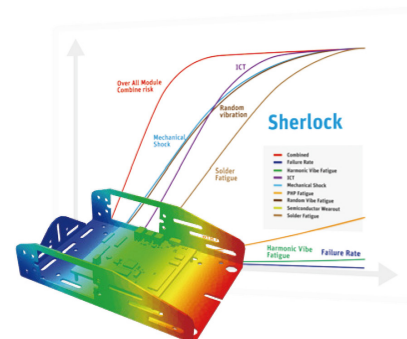 ICT
Over All Module
Combine risk
Random
vibration
Mechanical
Shock
Sherlock
Solder
Fatigue
Combined
Failure Rate
Harmonic Vibe Fatigue
ICT
Mechanical Shock
PHP Fatigue
Random Vibe Fatigue
Semiconductor Wearout
Solder Fatigue
Harmonic Vibe
Fatigue
Failure Rate